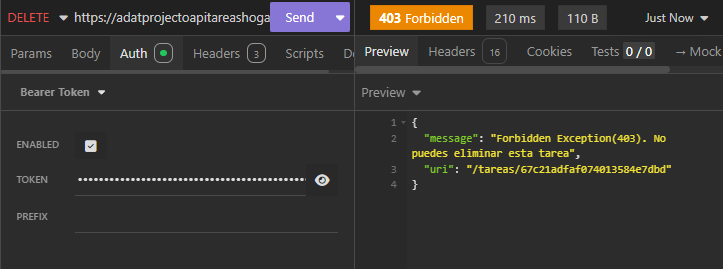 DELETE https://adatprojectoapitareashoga Send 403 Forbidden 210 ms 110 B Just Now
Params Body Auth Headers 3 Scripts Do Preview Headers 16 Cookies Tests 0 / 0 → Mock
Bearer Token Preview
ENABLED
TOKEN
PREFIX
1 {
2 "message": "Forbidden Exception(403). No
puedes eliminar esta tarea",
3 "uri": "/tareas/67c21adfaf074013584e7dbd"
4 }